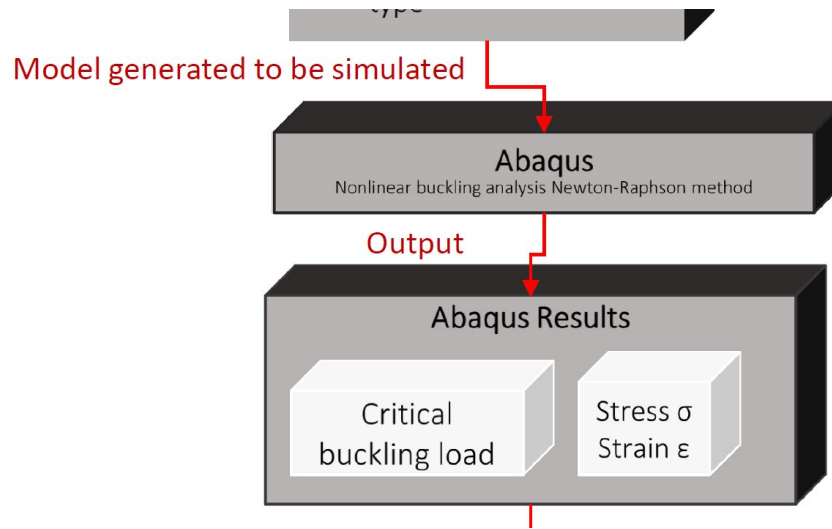 type
Model generated to be simulated
Abaqus
Nonlinear buckling analysis Newton-Raphson method
Output
Abaqus Results
Critical
buckling load
Stress σ
Strain ε